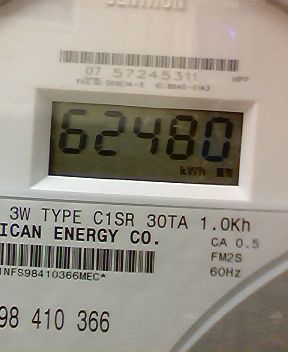 07 57245311
62480
kWh
3W TYPE C1SR 30TA 1.0Kh
ICAN ENERGY CO.
CA 0.5
FM2S
60Hz
NFS98410366MEC*
98 410 366